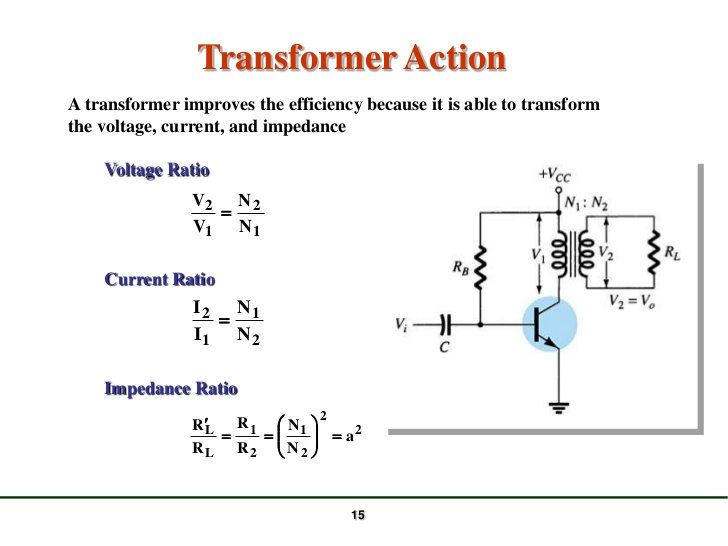 Transformer Action
A transformer improves the efficiency because it is able to transform
the voltage, current, and impedance
Voltage Ratio
V2/V1 = N2/N1
Current Ratio
I2/I1 = N1/N2
Impedance Ratio
R′L/RL = R1/R2 = (N1/N2)² = a²
+VCC
N1 : N2
V1
V2
RL
RB
V2 = Vo
Vi
C
15